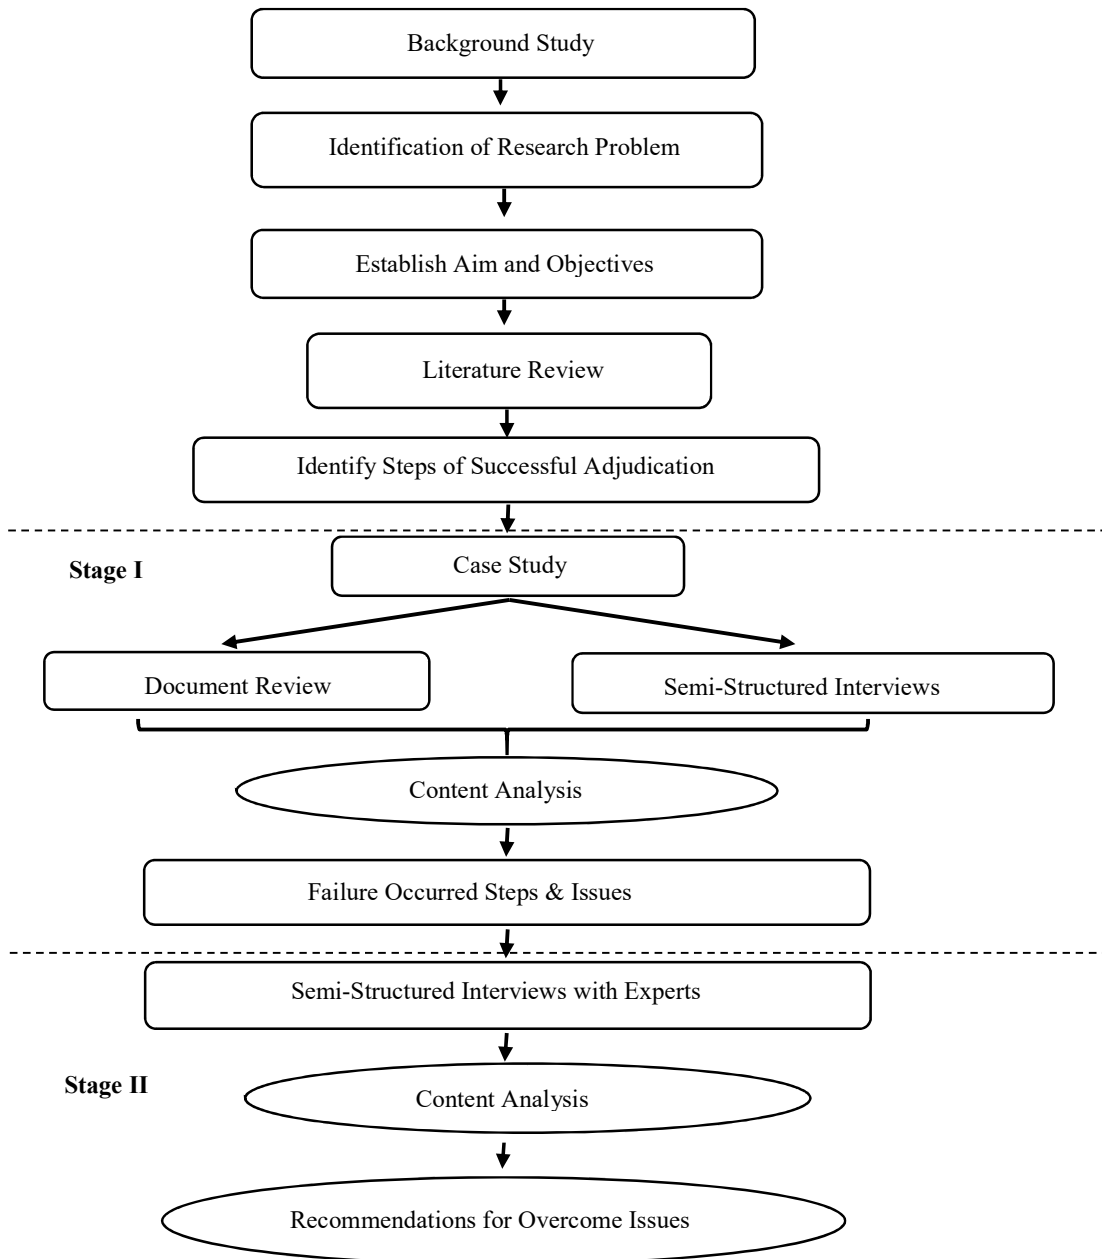 Background Study
Identification of Research Problem
Establish Aim and Objectives
Literature Review
Identify Steps of Successful Adjudication
Stage I
Case Study
Document Review
Semi-Structured Interviews
Content Analysis
Failure Occurred Steps & Issues
Semi-Structured Interviews with Experts
Stage II
Content Analysis
Recommendations for Overcome Issues